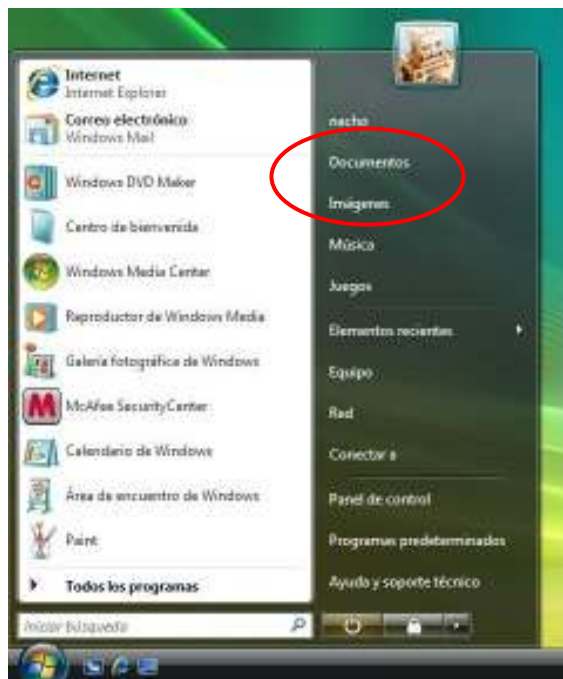 Internet
Internet Explorer
Correo electrónico
Windows Mail
Windows DVD Maker
Centro de bienvenida
Windows Media Center
Reproductor de Windows Media
Galería fotográfica de Windows
McAfee SecurityCenter
Calendario de Windows
Área de encuentro de Windows
Paint
Todos los programas
Iniciar búsqueda
nacho
Documentos
Imágenes
Música
Juegos
Elementos recientes
Equipo
Red
Conectar a
Panel de control
Programas predeterminados
Ayuda y soporte técnico